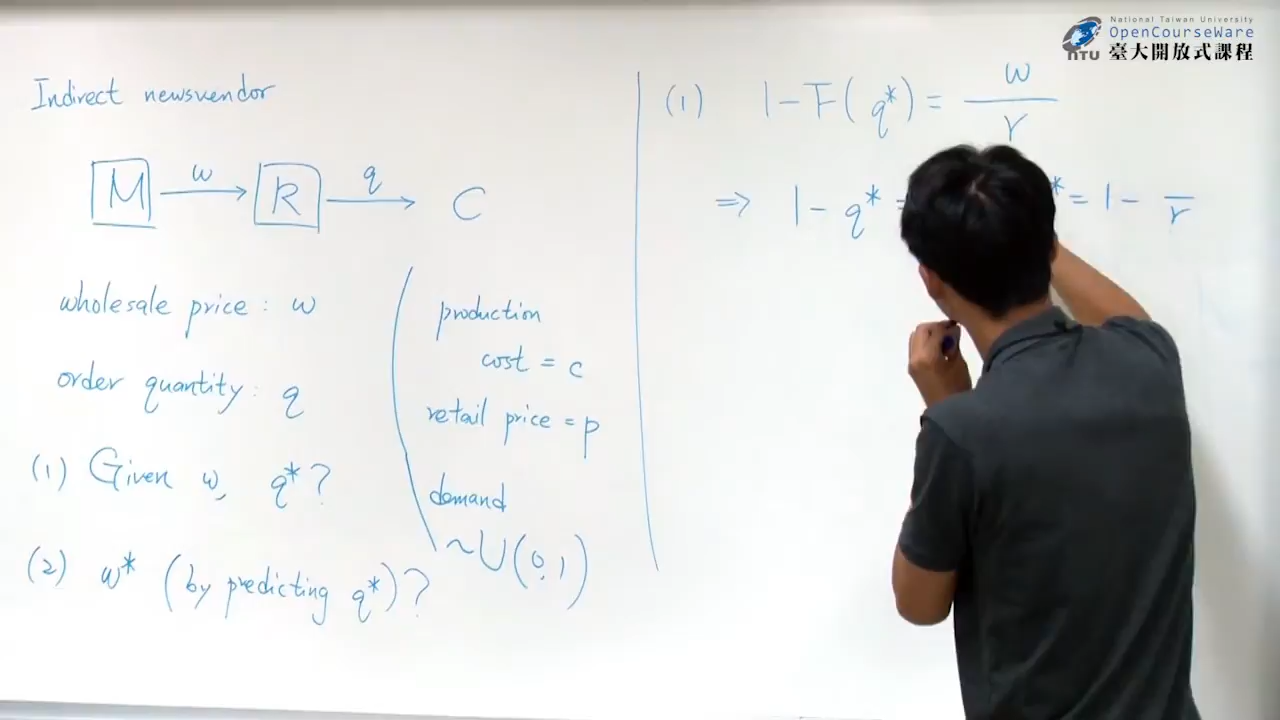 National Taiwan University
OpenCourseWare
NTU 臺大開放式課程
Indirect newsvendor
M w R q C
wholesale price : w
order quantity : q
(1) Given w, q*?
(2) w* (by predicting q*)?
production
cost = c
retail price = p
demand
~U(0,1)
(1) 1-F(q*) = w/r
⇒ 1- q* = * = 1- /r